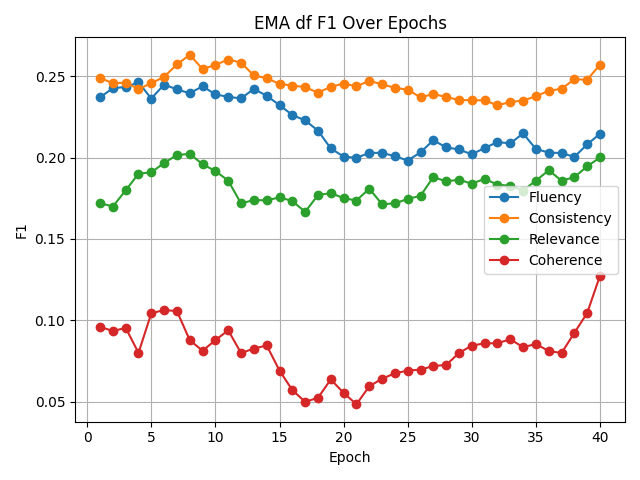 EMA df F1 Over Epochs
F1
0.25
0.20
0.15
0.10
0.05
Fluency
Consistency
Relevance
Coherence
0 5 10 15 20 25 30 35 40
Epoch